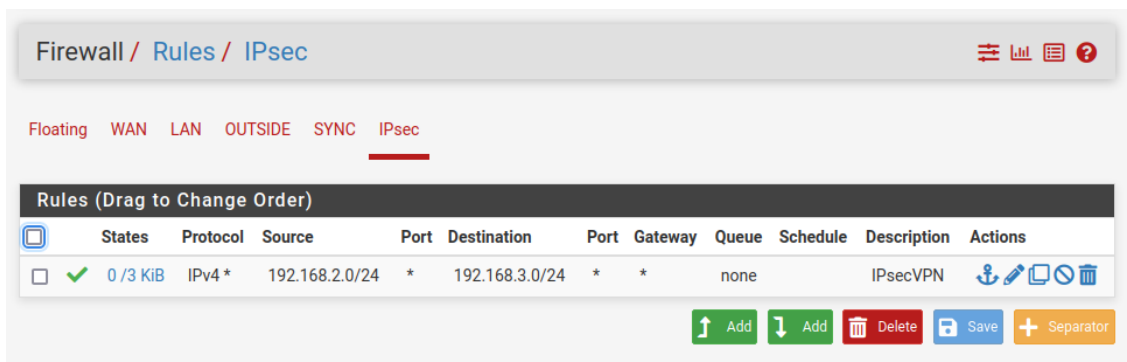 Firewall / Rules / IPsec
Floating WAN LAN OUTSIDE SYNC IPsec
Rules (Drag to Change Order)
States Protocol Source Port Destination Port Gateway Queue Schedule Description Actions
0 /3 KiB IPv4 * 192.168.2.0/24 * 192.168.3.0/24 * * none IPsecVPN
Add Add Delete Save Separator